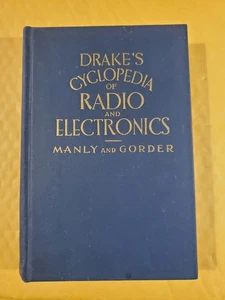 DRAKE'S
CYCLOPEDIA
OF
RADIO
AND
ELECTRONICS
MANLY AND GORDER